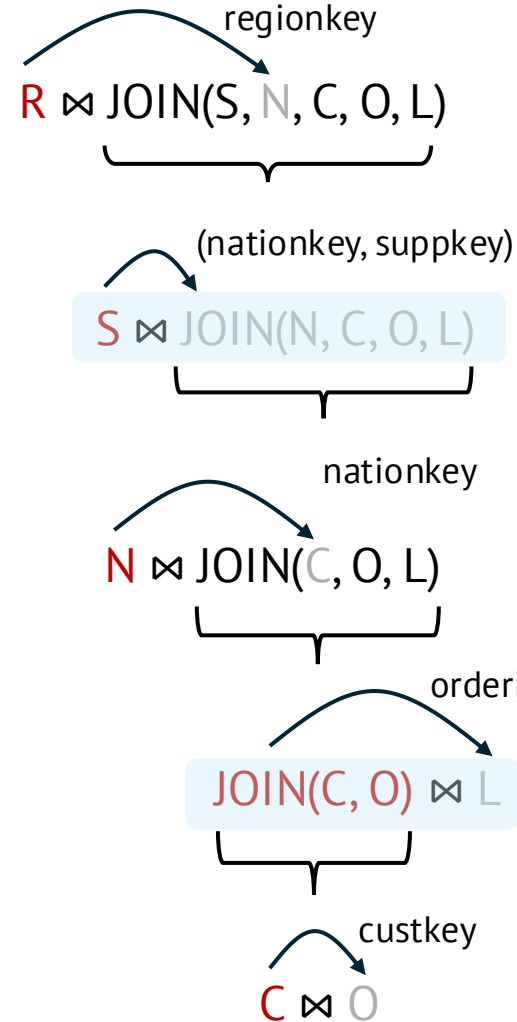 regionkey
R ⋈ JOIN(S, N, C, O, L)
(nationkey, suppkey)
S ⋈ JOIN(N, C, O, L)
nationkey
N ⋈ JOIN(C, O, L)
JOIN(C, O) ⋈ L
custkey
C ⋈ O